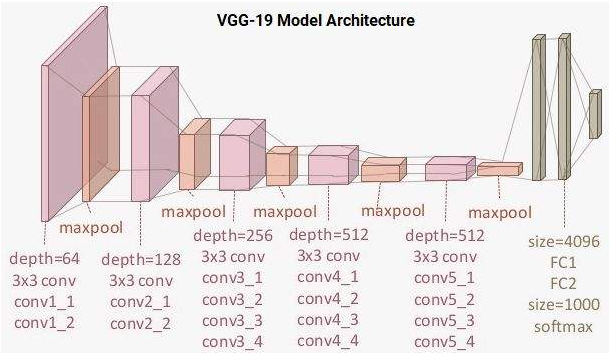 VGG-19 Model Architecture
maxpool
maxpool
maxpool
maxpool
maxpool
depth=64
3x3 conv
conv1_1
conv1_2
depth=128
3x3 conv
conv2_1
conv2_2
depth=256
3x3 conv
conv3_1
conv3_2
conv3_3
conv3_4
depth=512
3x3 conv
conv4_1
conv4_2
conv4_3
conv4_4
depth=512
3x3 conv
conv5_1
conv5_2
conv5_3
conv5_4
size=4096
FC1
FC2
size=1000
softmax